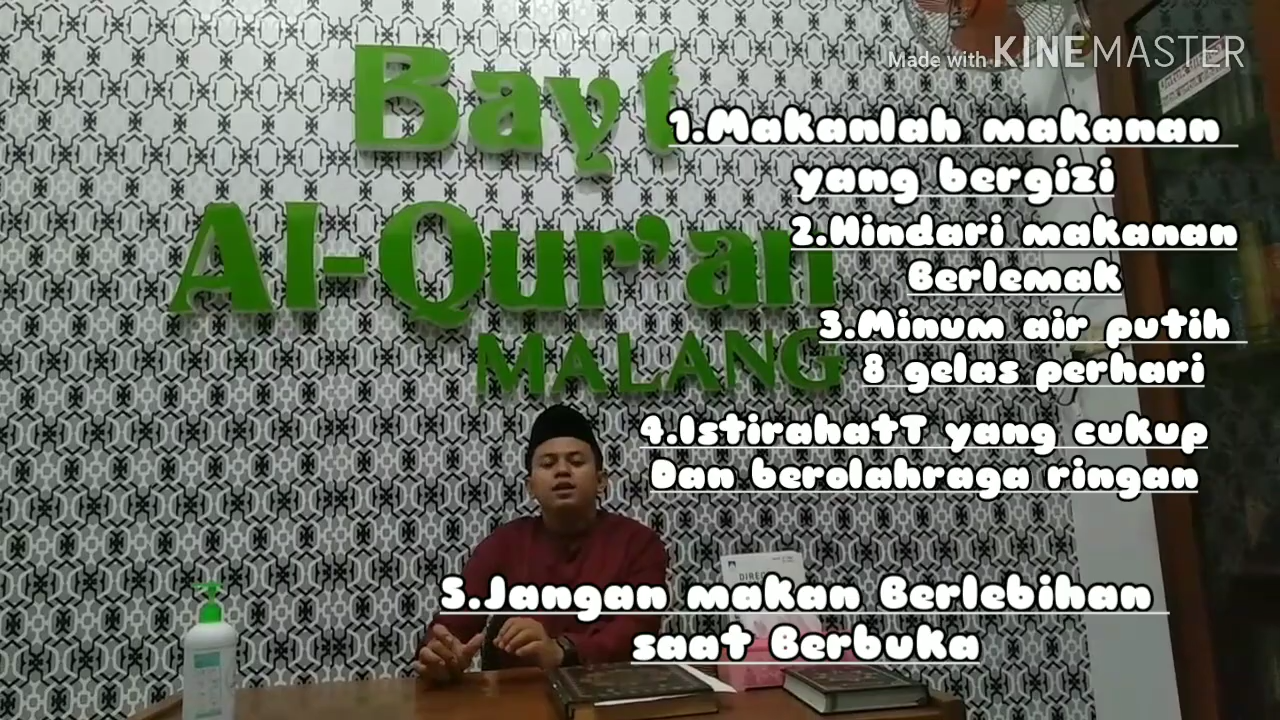 Made with KINEMASTER
Bayt
Al-Qur'an
MALANG
1.Makanlah makanan
yang bergizi
2.Hindari makanan
Berlemak
3.Minum air putih
8 gelas perhari
4.IstirahatT yang cukup
Dan berolahraga ringan
5.Jangan makan Berlebihan
saat Berbuka